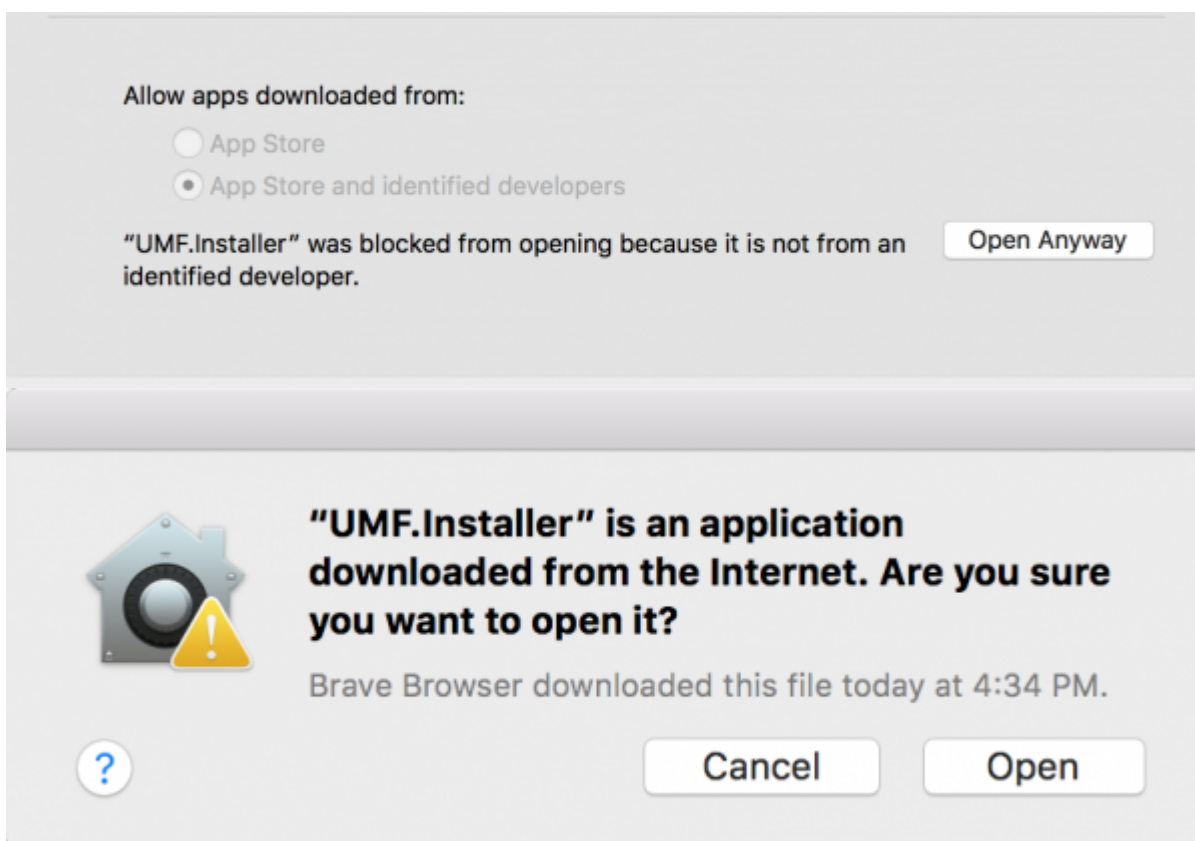 Allow apps downloaded from:
App Store
App Store and identified developers
“UMF.Installer” was blocked from opening because it is not from an
identified developer.
Open Anyway
“UMF.Installer” is an application
downloaded from the Internet. Are you sure
you want to open it?
Brave Browser downloaded this file today at 4:34 PM.
?
Cancel
Open